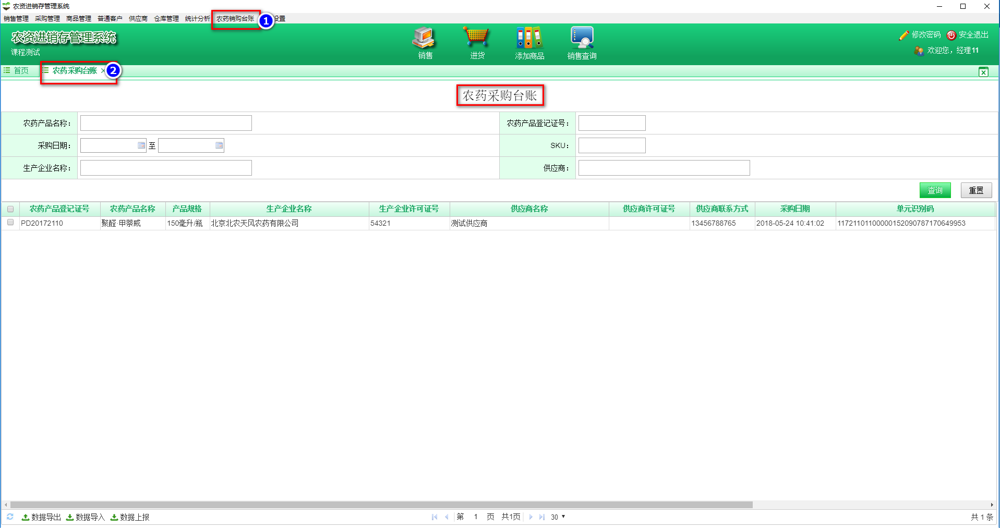 农资进销存管理系统
销售管理 采购管理 商品管理 普通客户 供应商 仓库管理 统计分析 农药销购台账 1 设置
农资进销存管理系统
课程测试
销售 进货 添加商品 销售查询
修改密码 安全退出
欢迎您，经理11
首页 农药采购台账 × 2
农药采购台账
农药产品名称： 农药产品登记证号：
采购日期： 至 SKU：
生产企业名称： 供应商：
查询 重置
农药产品登记证号 农药产品名称 产品规格 生产企业名称 生产企业许可证号 供应商名称 供应商许可证号 供应商联系方式 采购日期 单元识别码
PD20172110 聚醛·甲萘威 150毫升/瓶 北京北农天风农药有限公司 54321 测试供应商 13456788765 2018-05-24 10:41:02 11721101100000152090787170649953
数据导出 数据导入 数据上报 第 1 页 共1页 30 共 1 条